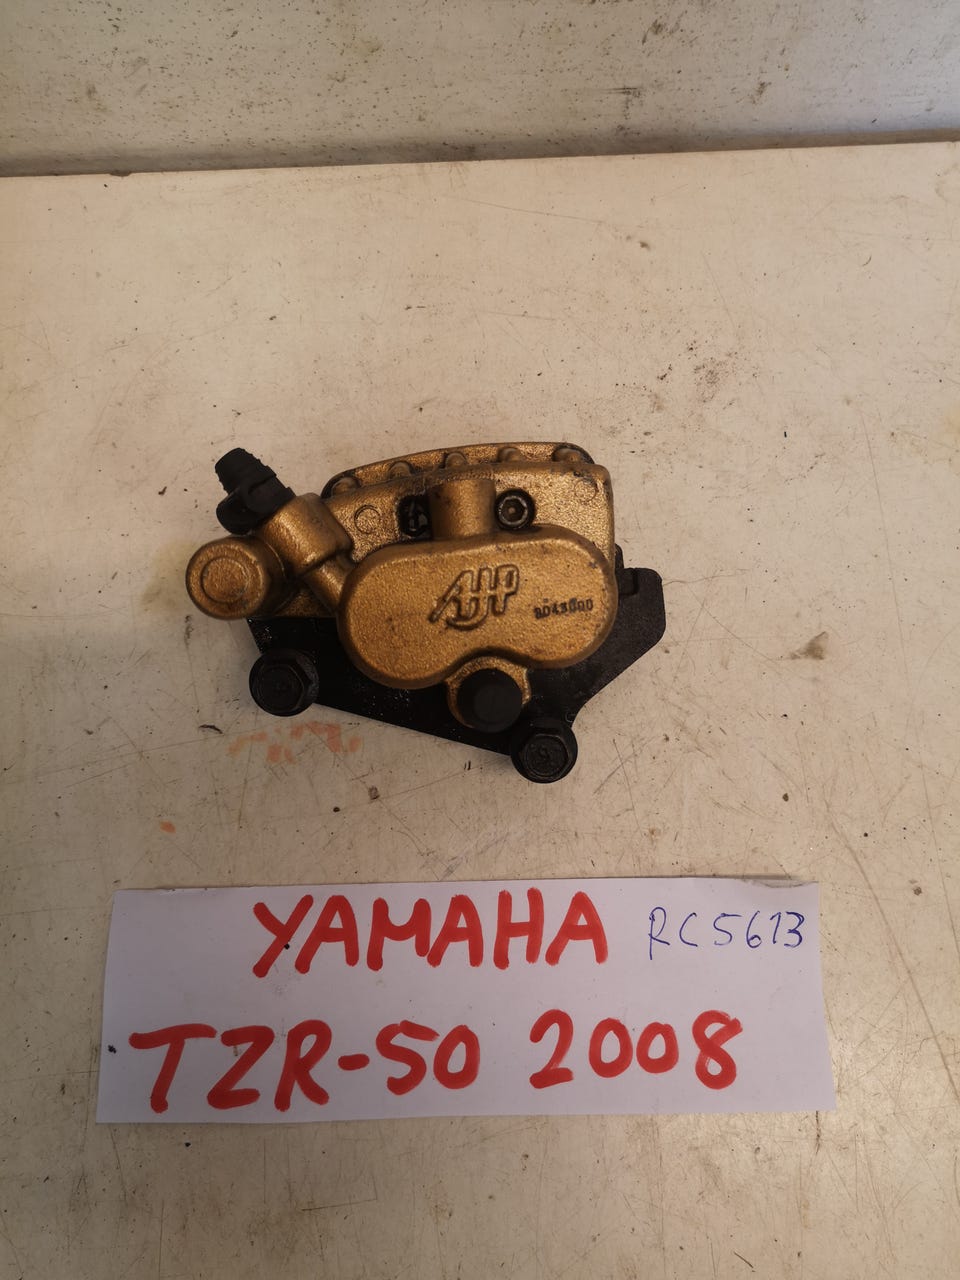 AJP
YAMAHA RC5613
TZR-50 2008